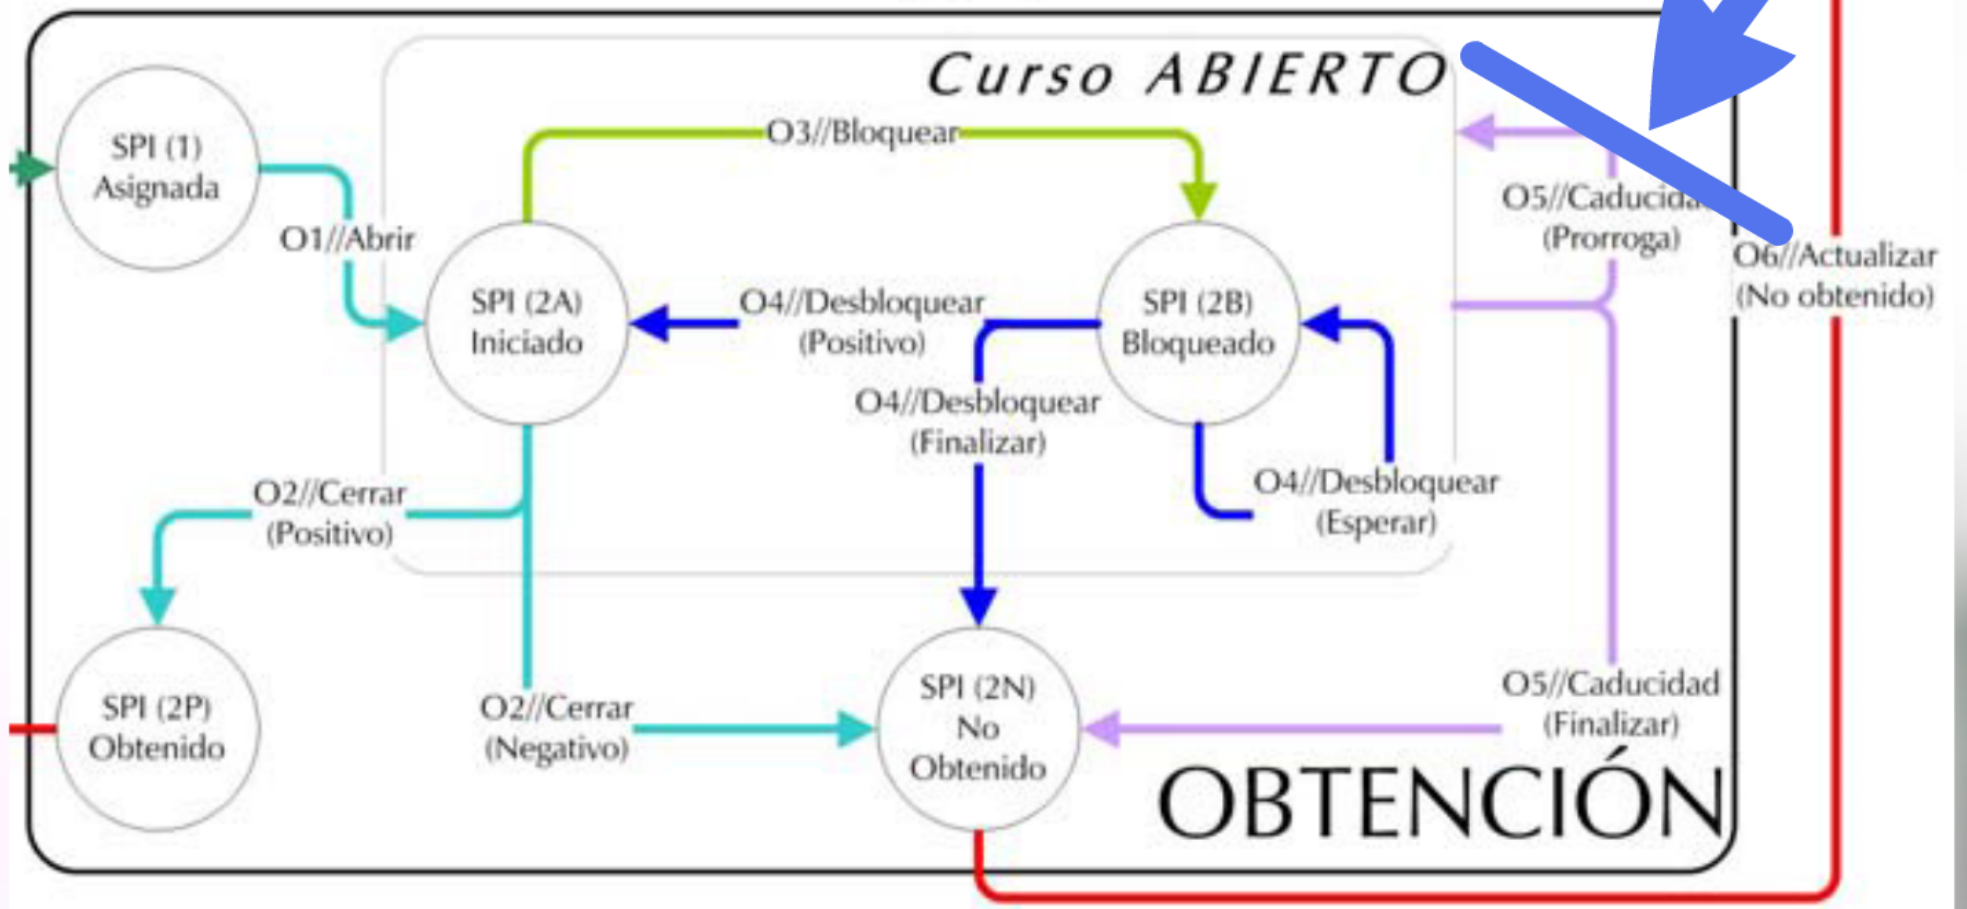 Curso ABIERTO
O3//Bloquear
SPI (1)
Asignada
O1//Abrir
O5//
(Prorroga)
O6//Actualizar
(No obtenido)
SPI (2A)
Iniciado
O4//Desbloquear
(Positivo)
SPI (2B)
Bloqueado
O4//Desbloquear
(Finalizar)
O4//Desbloquear
(Esperar)
O2//Cerrar
(Positivo)
SPI (2P)
Obtenido
O2//Cerrar
(Negativo)
SPI (2N)
No
Obtenido
O5//Caducidad
(Finalizar)
OBTENCIÓN